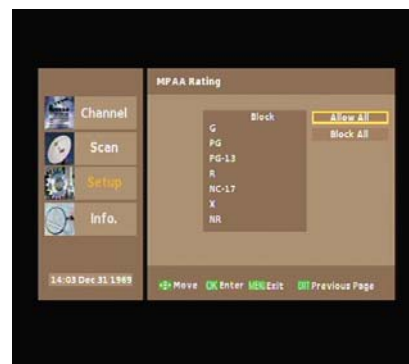 MPAA Rating
Channel
Scan
Setup
Info.
Block
G
PG
PG-13
R
NC-17
X
NR
Allow All
Block All
14:03 Dec 31 1969
Move OK Enter MENU Exit EXIT Previous Page